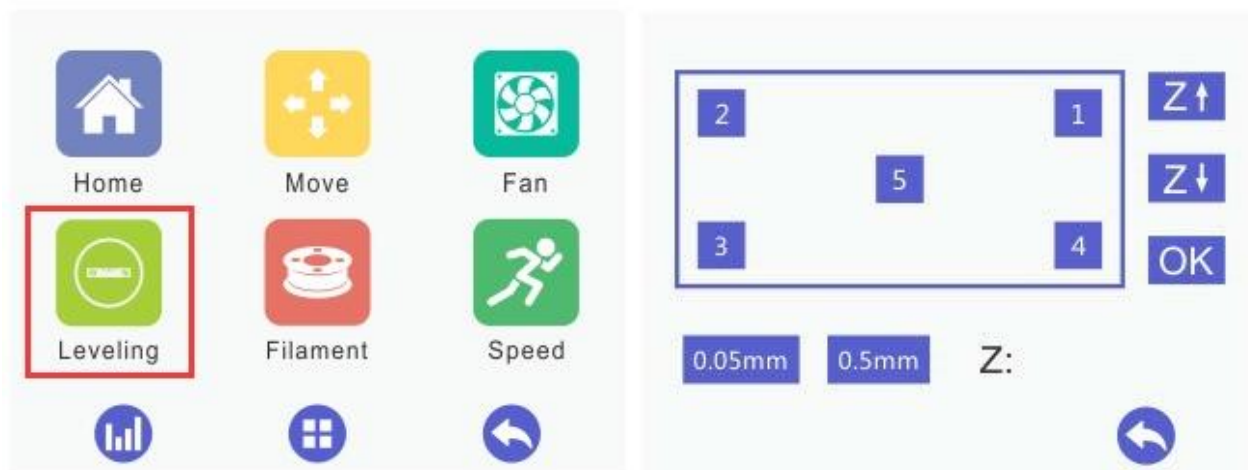 Home
Move
Fan
Leveling
Filament
Speed
2
1
5
3
4
Z↑
Z↓
OK
0.05mm
0.5mm
Z: